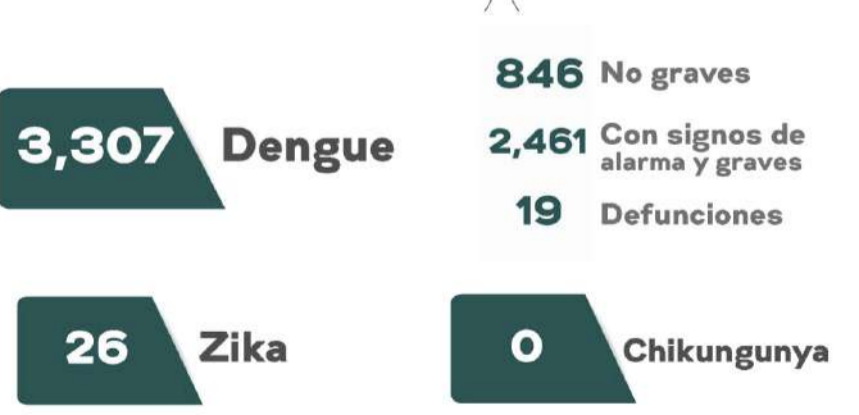 3,307 Dengue
846 No graves
2,461 Con signos de
alarma y graves
19 Defunciones
26 Zika
0 Chikungunya